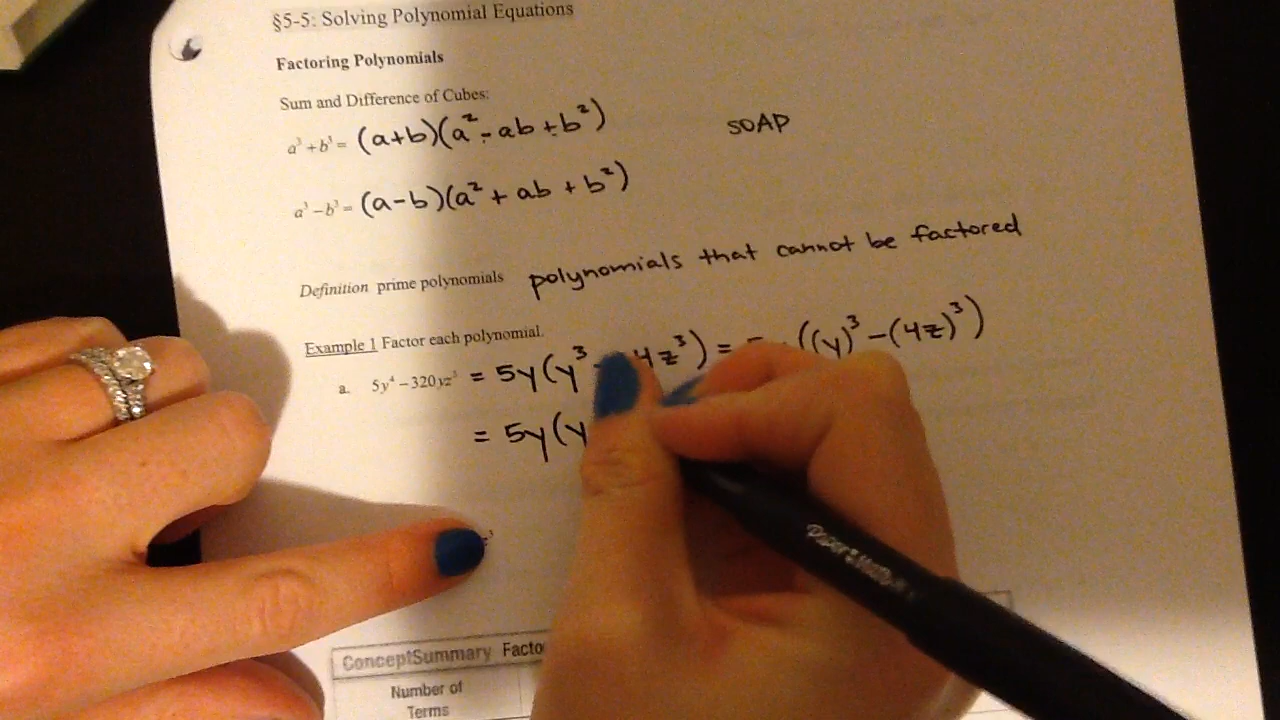 §5-5: Solving Polynomial Equations
Factoring Polynomials
Sum and Difference of Cubes:
a³ + b³ = (a+b)(a² - ab + b²)
SOAP
a³ - b³ = (a-b)(a² + ab + b²)
Definition prime polynomials polynomials that cannot be factored
Example 1 Factor each polynomial.
a. 5y⁴ - 320yz³ = 5y(y³ 4z³) = ((y)³ - (4z)³)
= 5y(y
ConceptSummary Facto
Number of
Terms